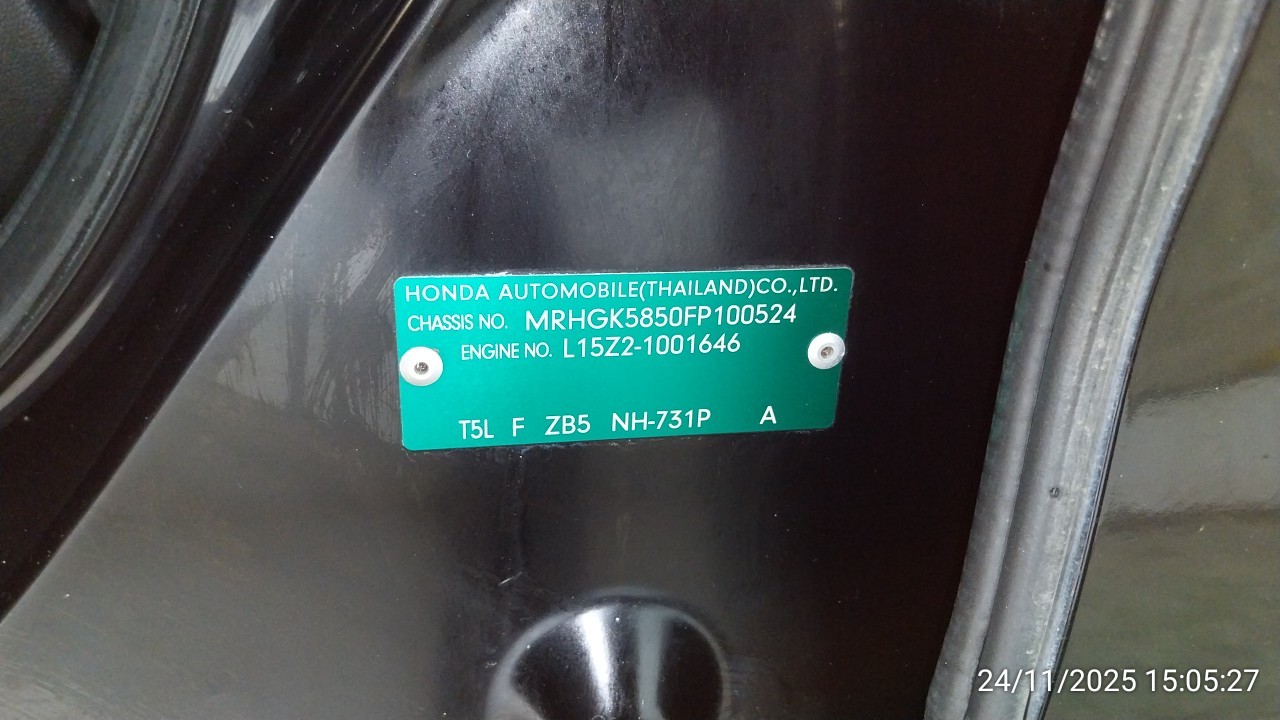 HONDA AUTOMOBILE(THAILAND)CO.,LTD.
CHASSIS NO. MRHGK5850FP100524
ENGINE NO. L15Z2-1001646
T5L F ZB5 NH-731P A
24/11/2025 15:05:27